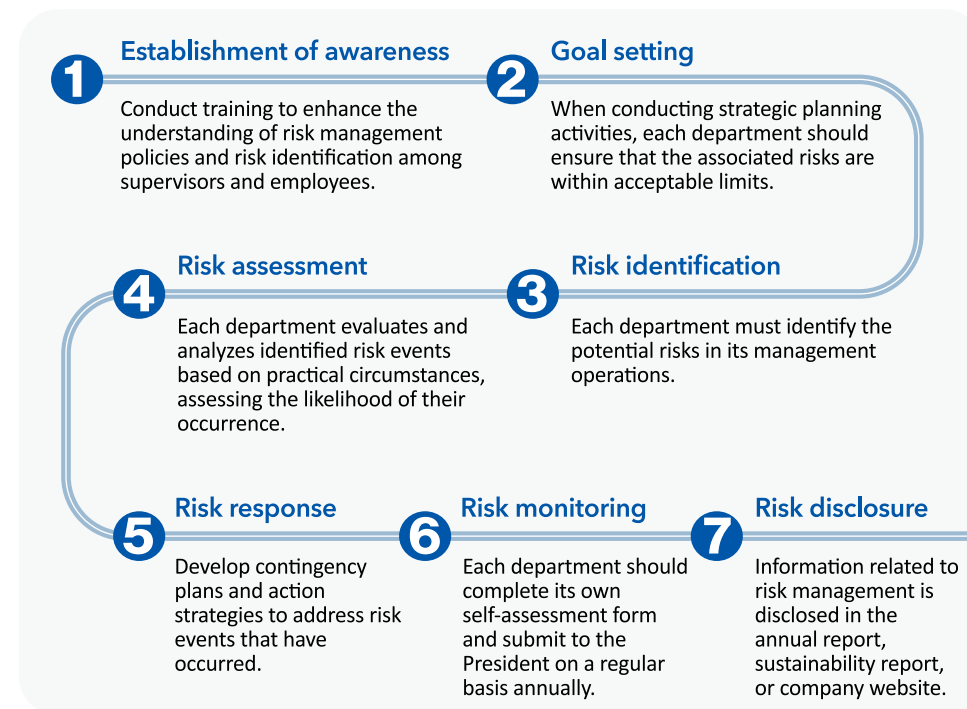 1
Establishment of awareness
Conduct training to enhance the
understanding of risk management
policies and risk identification among
supervisors and employees.
2
Goal setting
When conducting strategic planning
activities, each department should
ensure that the associated risks are
within acceptable limits.
3
Risk identification
Each department must identify the
potential risks in its management
operations.
4
Risk assessment
Each department evaluates and
analyzes identified risk events
based on practical circumstances,
assessing the likelihood of their
occurrence.
5
Risk response
Develop contingency
plans and action
strategies to address risk
events that have
occurred.
6
Risk monitoring
Each department should
complete its own
self-assessment form
and submit to the
President on a regular
basis annually.
7
Risk disclosure
Information related to
risk management is
disclosed in the
annual report,
sustainability report,
or company website.